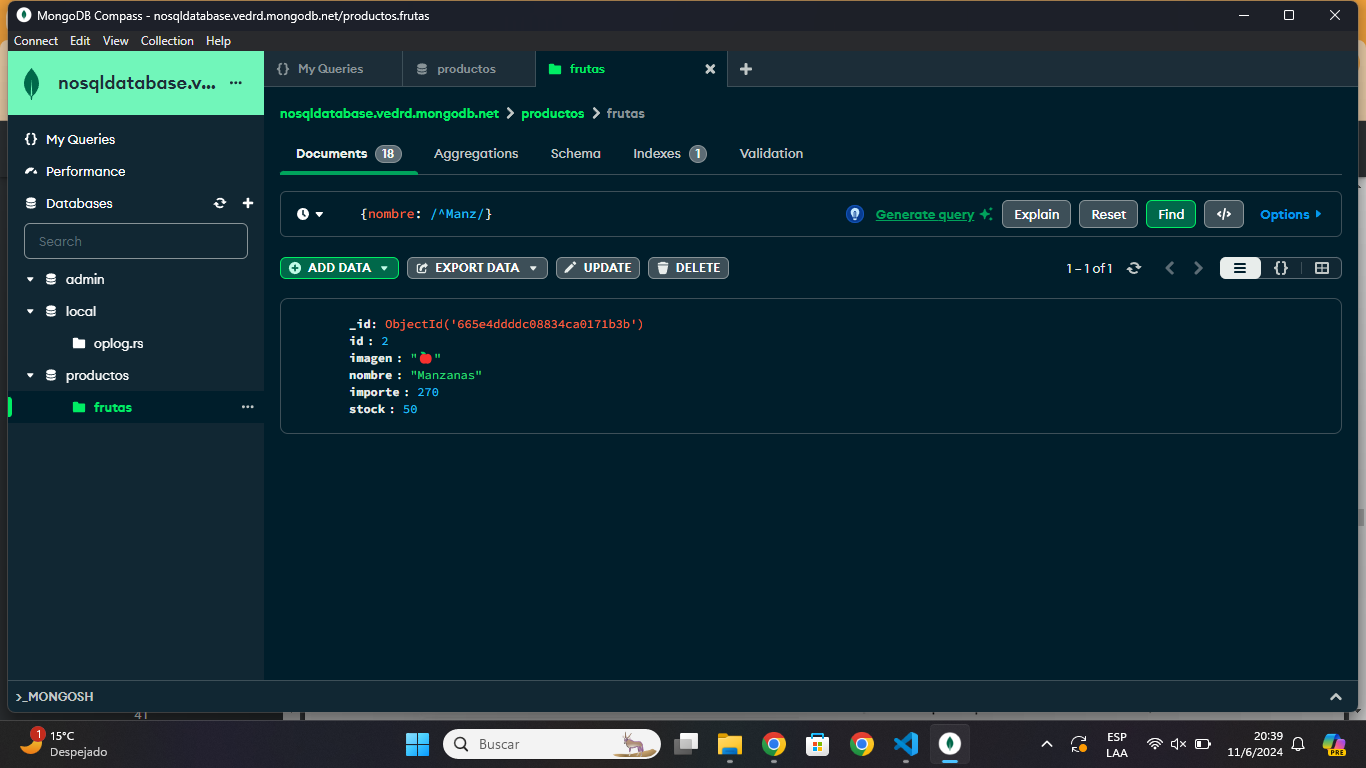 MongoDB Compass - nosqldatabase.vedrd.mongodb.net/productos.frutas
Connect Edit View Collection Help
nosqldatabase.v... ...
{} My Queries
Performance
Databases
Search
admin
local
oplog.rs
productos
frutas ...
{} My Queries
productos
frutas
nosqldatabase.vedrd.mongodb.net > productos > frutas
Documents 18 Aggregations Schema Indexes 1 Validation
{nombre: /^Manz/}
Generate query Explain Reset Find </> Options
ADD DATA EXPORT DATA UPDATE DELETE
1 – 1 of 1 {}
_id: ObjectId('665e4ddddc08834ca0171b3b')
id : 2
imagen : "🍎"
nombre : "Manzanas"
importe : 270
stock : 50
>_MONGOSH
41
1
15°C
Despejado
Buscar
ESP
LAA
20:39
11/6/2024
PRE